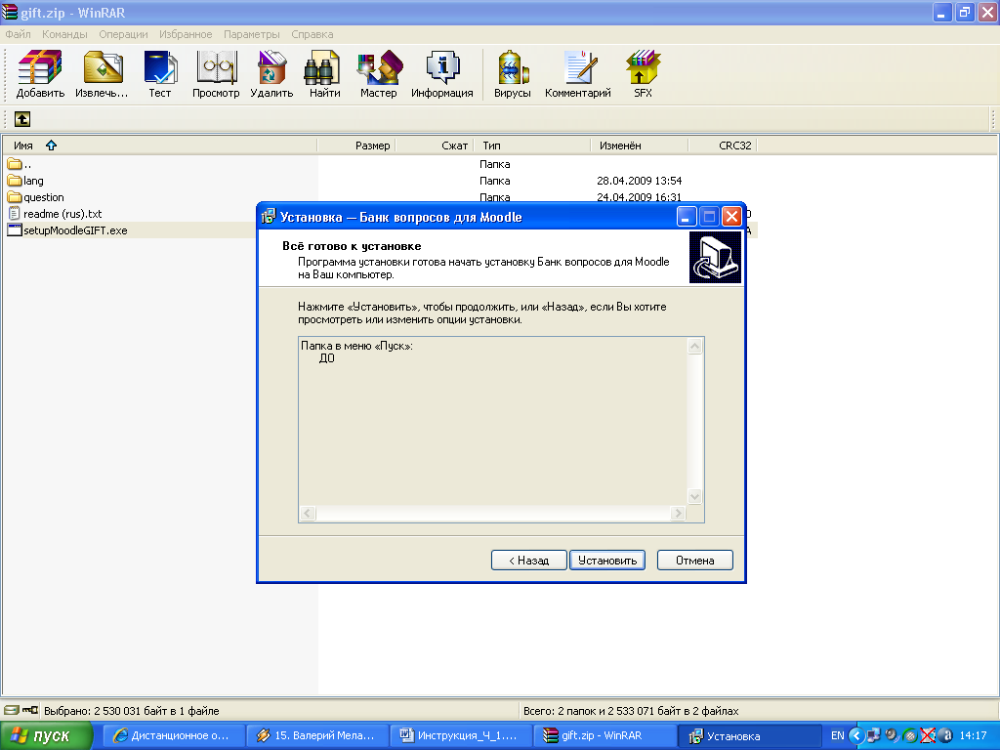 gift.zip - WinRAR
Файл Команды Операции Избранное Параметры Справка
Добавить Извлечь... Тест Просмотр Удалить Найти Мастер Информация Вирусы Комментарий SFX
Имя Размер Сжат Тип Изменён CRC32
.. Папка
lang Папка 28.04.2009 13:54
question Папка 24.04.2009 16:31
readme (rus).txt
setupMoodleGIFT.exe
Установка — Банк вопросов для Moodle
Всё готово к установке
Программа установки готова начать установку Банк вопросов для Moodle
на Ваш компьютер.
Нажмите «Установить», чтобы продолжить, или «Назад», если Вы хотите
просмотреть или изменить опции установки.
Папка в меню «Пуск»:
ДО
< Назад Установить Отмена
Выбрано: 2 530 031 байт в 1 файле Всего: 2 папок и 2 533 071 байт в 2 файлах
пуск Дистанционное о... 15. Валерий Мела... Инструкция_Ч_1.... gift.zip - WinRAR Установка EN 14:17